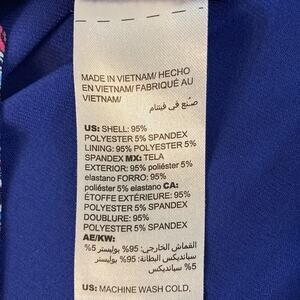 MADE IN VIETNAM/ HECHO
EN VIETNAM/ FABRIQUÉ AU
VIETNAM/
صنع في فيتنام
US: SHELL: 95%
POLYESTER 5% SPANDEX
LINING: 95% POLYESTER 5%
SPANDEX MX: TELA
EXTERIOR: 95% poliéster 5%
elastano FORRO: 95%
poliéster 5% elastano CA:
ÉTOFFE EXTÉRIEURE: 95%
POLYESTER 5% SPANDEX
DOUBLURE: 95%
POLYESTER 5% SPANDEX
AE/KW:
القماش الخارجي: 95% بوليستر 5%
سبانديكس البطانة: 95% بوليستر
5% سبانديكس
US: MACHINE WASH COLD,